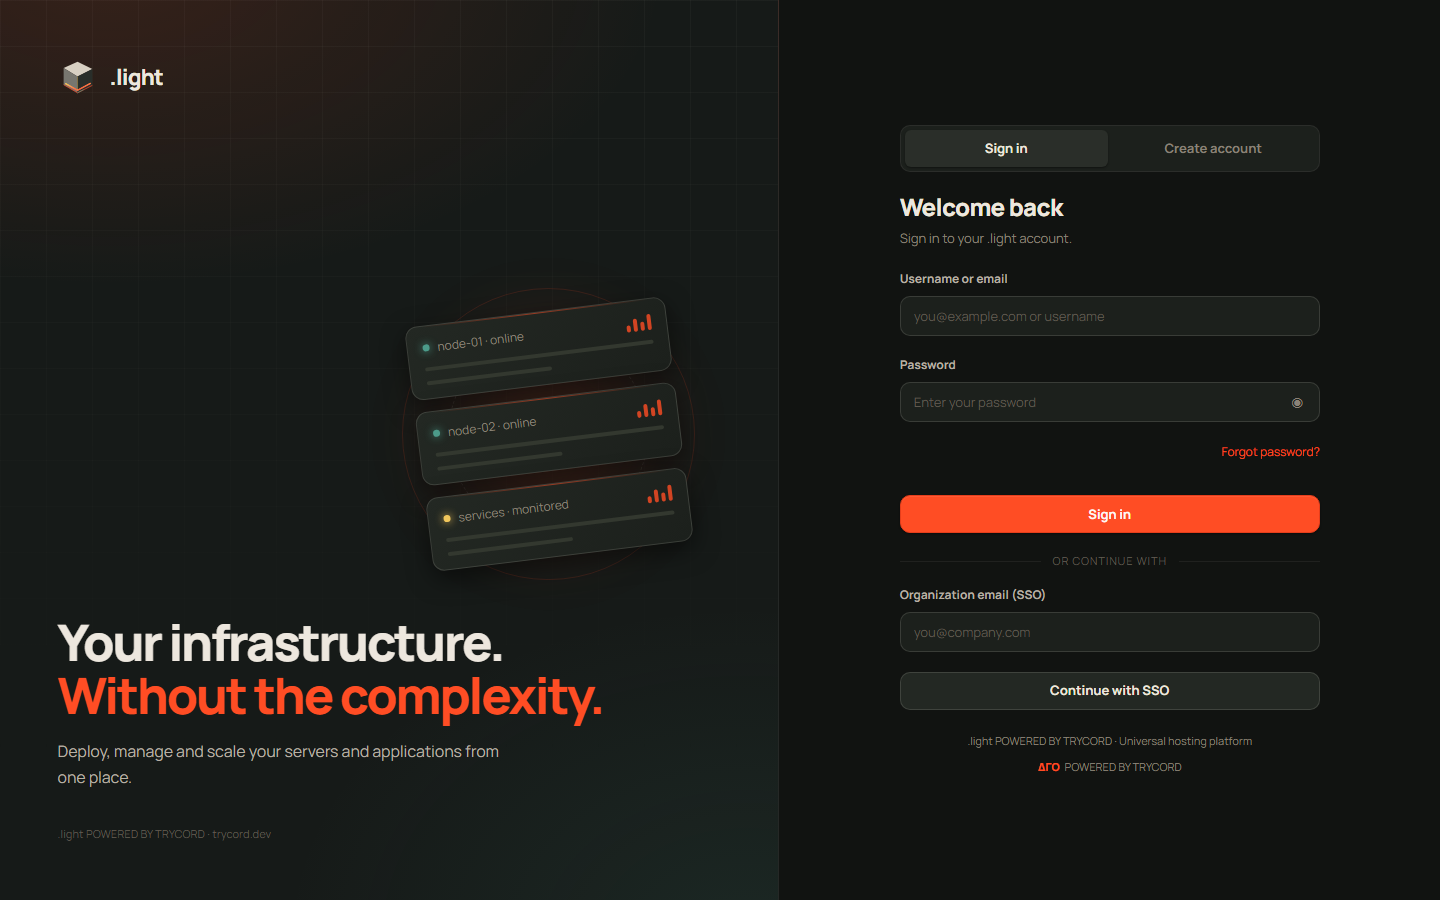 .light
node-01 · online
node-02 · online
services · monitored
Your infrastructure.
Without the complexity.
Deploy, manage and scale your servers and applications from
one place.
.light POWERED BY TRYCORD · trycord.dev
Sign in
Create account
Welcome back
Sign in to your .light account.
Username or email
you@example.com or username
Password
Enter your password
Forgot password?
Sign in
OR CONTINUE WITH
Organization email (SSO)
you@company.com
Continue with SSO
.light POWERED BY TRYCORD · Universal hosting platform
ΔΓΟ POWERED BY TRYCORD